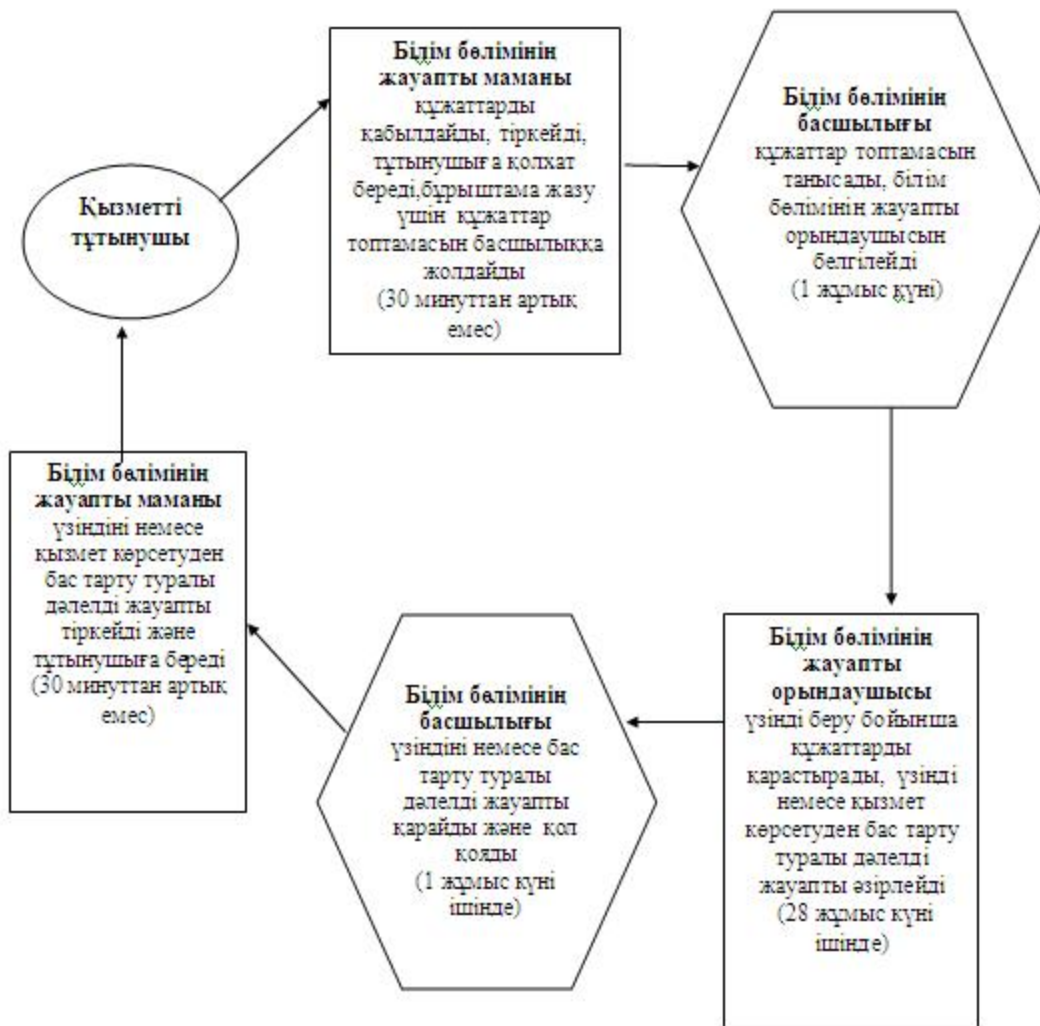 Қызметті
тұтынушы
Білім бөлімінің
жауапты маманы
құжаттарды
қабылдайды, тіркейді,
тұтынушыға қолхат
береді,бұрыштама жазу
үшін құжаттар
топтамасын басшылыққа
жолдайды
(30 минуттан артық
емес)
Білім бөлімінің
басшылығы
құжаттар топтамасын
танысады, білім
бөлімінің жауапты
орындаушысын
белгілейді
(1 жұмыс күні)
Білім бөлімінің
жауапты
орындаушысы
үзінді беру бойынша
құжаттарды
қарастырады, үзінді
немесе қызмет
көрсетуден бас тарту
туралы дәлелді
жауапты әзірлейді
(28 жұмыс күні
ішінде)
Білім бөлімінің
басшылығы
үзіндіні немесе бас
тарту туралы
дәлелді жауапты
қарайды және қол
қояды
(1 жұмыс күні
ішінде)
Білім бөлімінің
жауапты маманы
үзіндіні немесе
қызмет көрсетуден
бас тарту туралы
дәлелді жауапты
тіркейді және
тұтынушыға береді
(30 минуттан артық
емес)